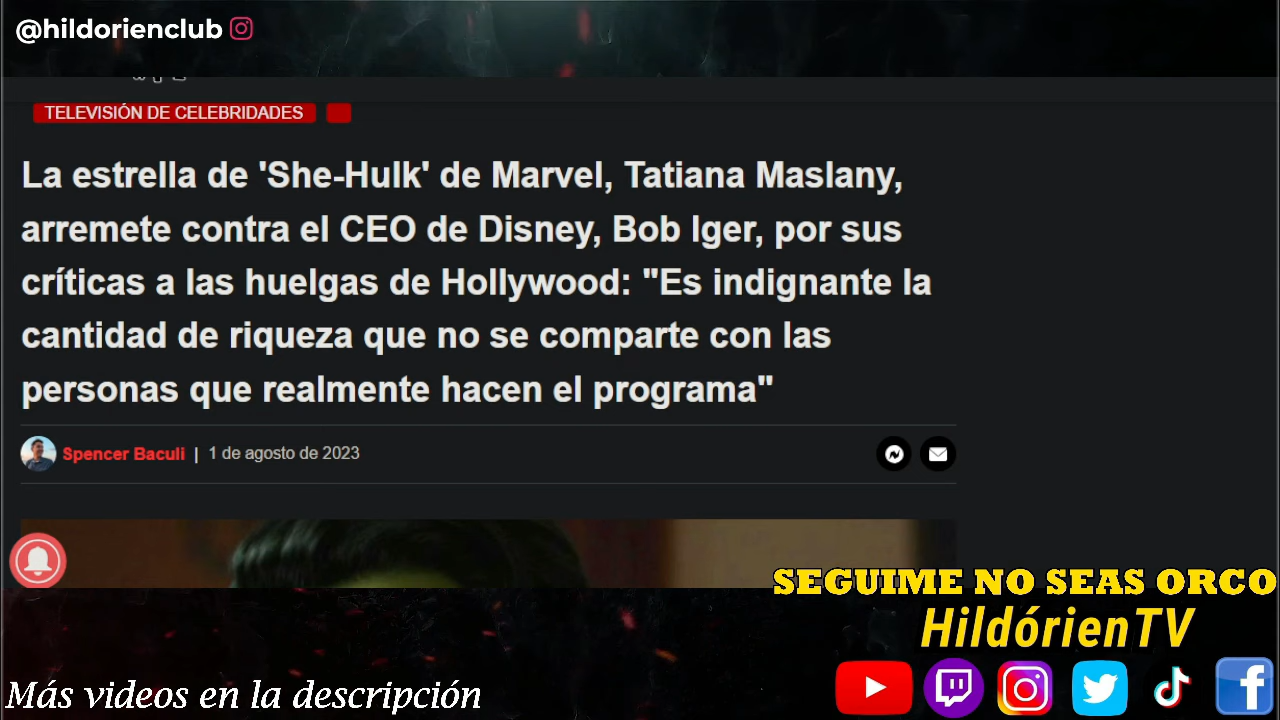 @hildorienclub
TELEVISIÓN DE CELEBRIDADES
La estrella de 'She-Hulk' de Marvel, Tatiana Maslany,
arremete contra el CEO de Disney, Bob Iger, por sus
críticas a las huelgas de Hollywood: "Es indignante la
cantidad de riqueza que no se comparte con las
personas que realmente hacen el programa"
Spencer Baculi | 1 de agosto de 2023
SEGUIME NO SEAS ORCO
HildórienTV
Más videos en la descripción